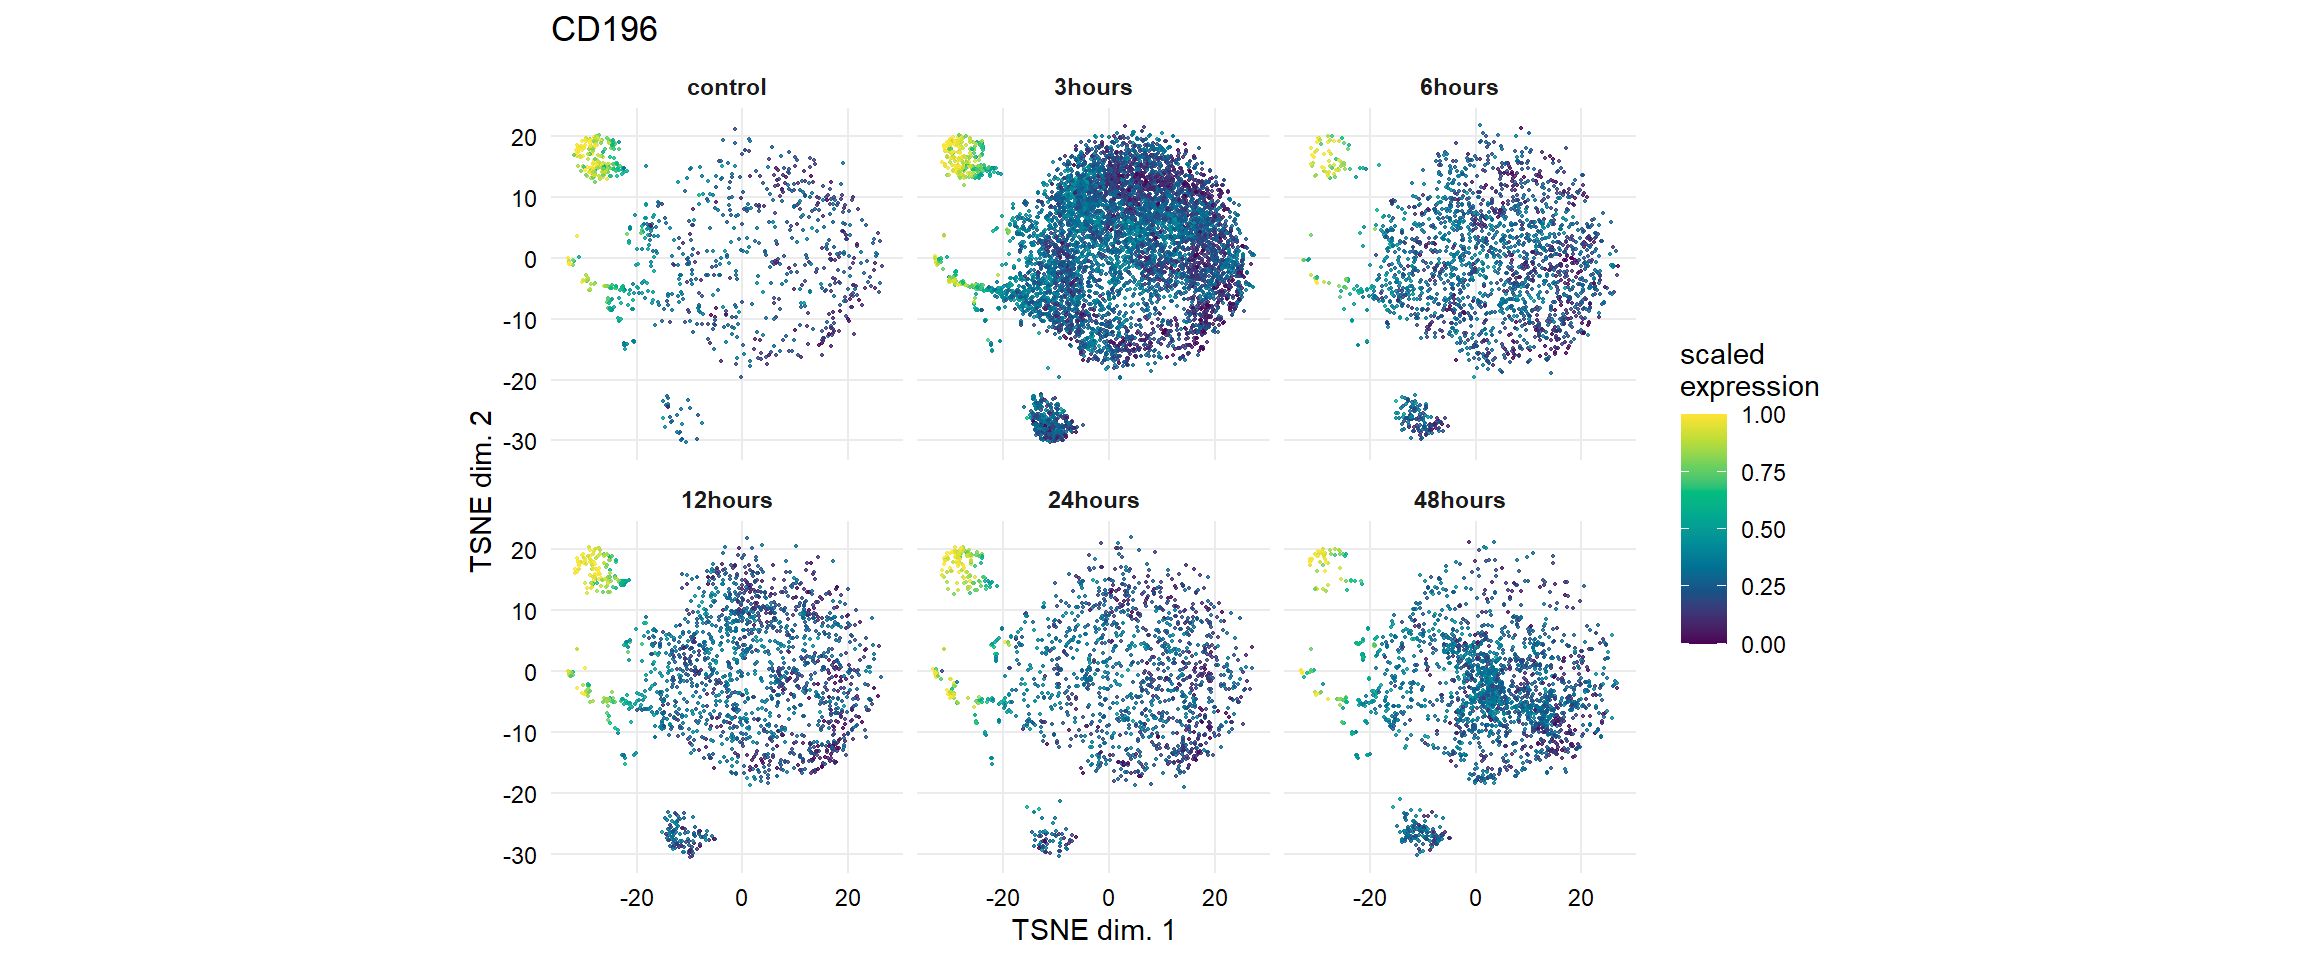 CD196
control
3hours
6hours
20
10
0
-10
-20
-30
12hours
24hours
48hours
20
10
0
-10
-20
-30
-20 0 20
-20 0 20
-20 0 20
TSNE dim. 1
TSNE dim. 2
scaled
expression
1.00
0.75
0.50
0.25
0.00